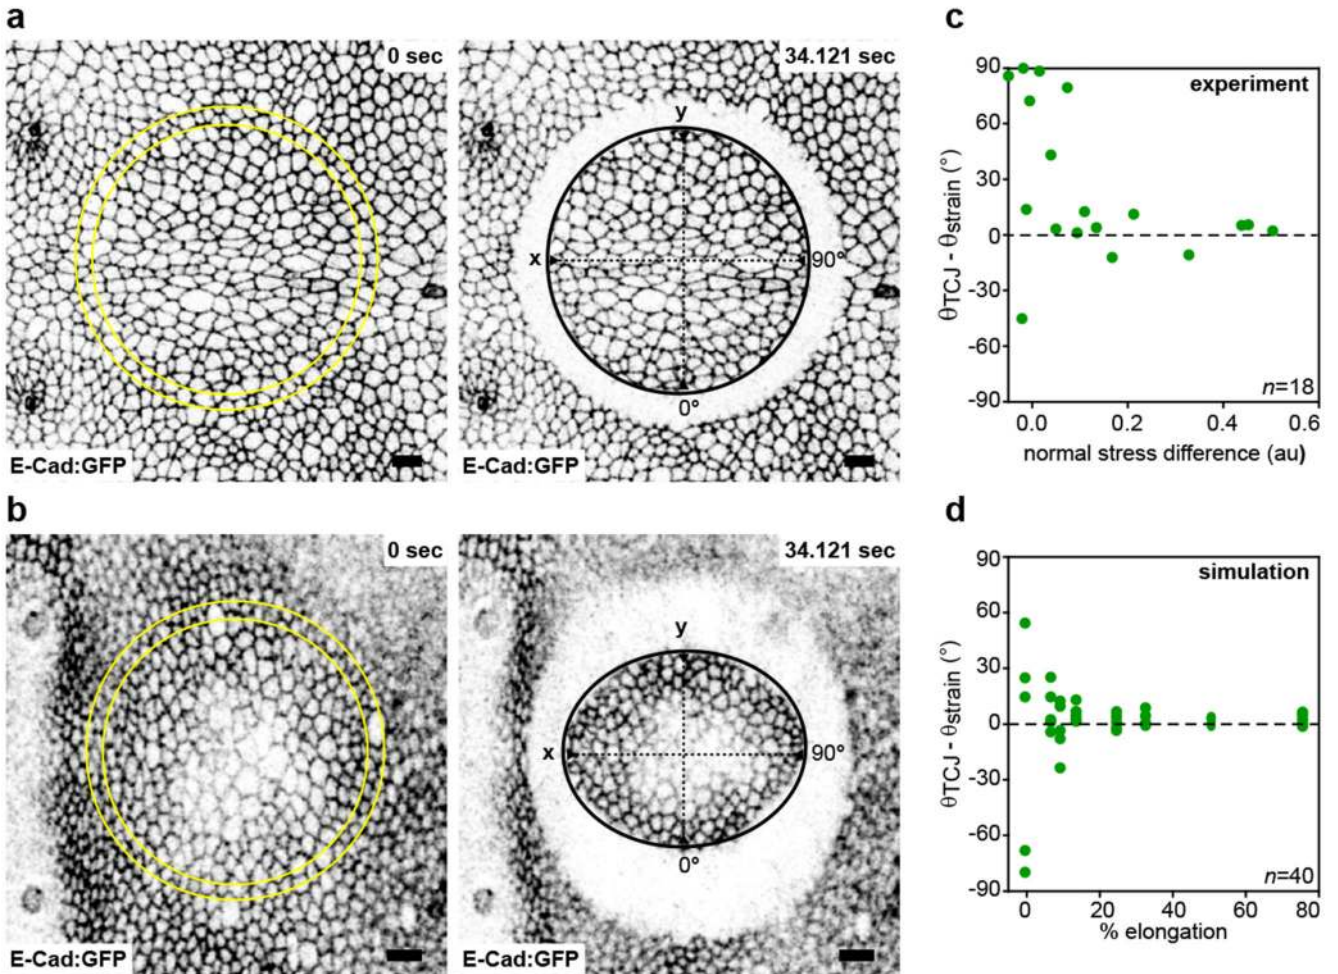 a
0 sec
E-Cad:GFP
34.121 sec
y
x
90°
0°
E-Cad:GFP
b
0 sec
E-Cad:GFP
34.121 sec
y
x
90°
0°
E-Cad:GFP
c
experiment
90
60
30
0
-30
-60
-90
θTCJ - θstrain (°)
n=18
0.0 0.2 0.4 0.6
normal stress difference (au)
d
simulation
90
60
30
0
-30
-60
-90
θTCJ - θstrain (°)
n=40
0 20 40 60 80
% elongation